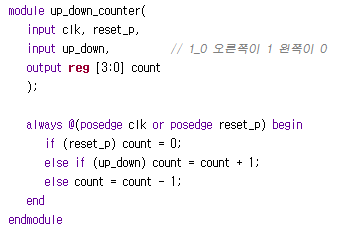 module up_down_counter(
input clk, reset_p,
input up_down, // 1_0 오른쪽이 1 왼쪽이 0
output reg [3:0] count
);
always @(posedge clk or posedge reset_p) begin
if (reset_p) count = 0;
else if (up_down) count = count + 1;
else count = count - 1;
end
endmodule